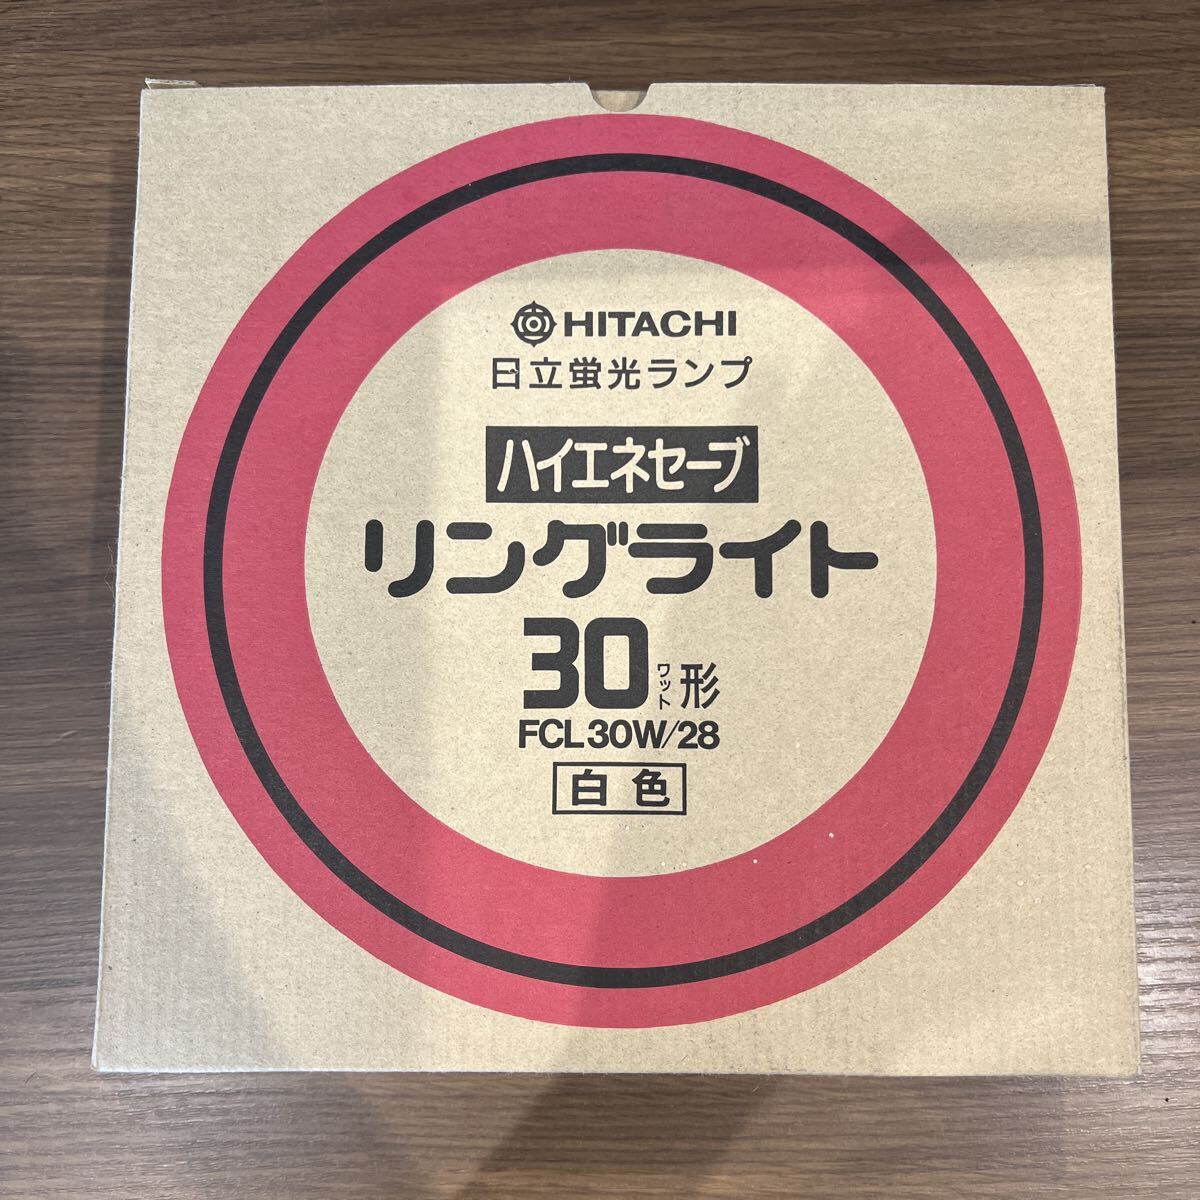 HITACHI
日立蛍光ランプ
ハイエネセーブ
リングライト
30ワット形
FCL30W/28
白色